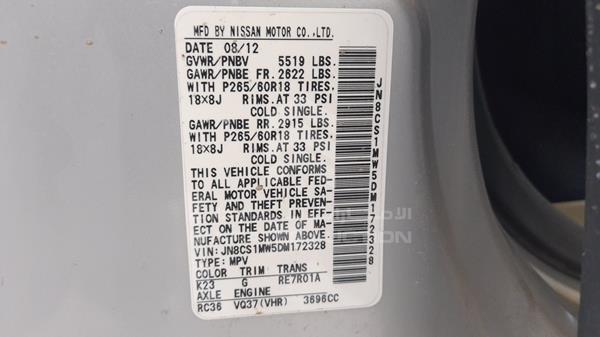 MFD BY NISSAN MOTOR CO.,LTD.
DATE 08/12
GVWR/PNBV 5519 LBS.
GAWR/PNBE FR. 2622 LBS.
WITH P265/60R18 TIRES.
18x8J RIMS.AT 33 PSI
COLD SINGLE.
GAWR/PNBE RR. 2915 LBS.
WITH P265/60R18 TIRES.
18x8J RIMS.AT 33 PSI
COLD SINGLE.
THIS VEHICLE CONFORMS
TO ALL APPLICABLE FED-
ERAL MOTOR VEHICLE SA-
FETY AND THEFT PREVEN-
TION STANDARDS IN EFF-
ECT ON THE DATE OF MA-
NUFACTURE SHOWN ABOVE.
VIN: JN8CS1MW5DM172328
TYPE: MPV
COLOR TRIM TRANS
K23 G RE7R01A
AXLE ENGINE
RC36 VQ37(VHR) 3696CC
JN8CS1MW5DM172328